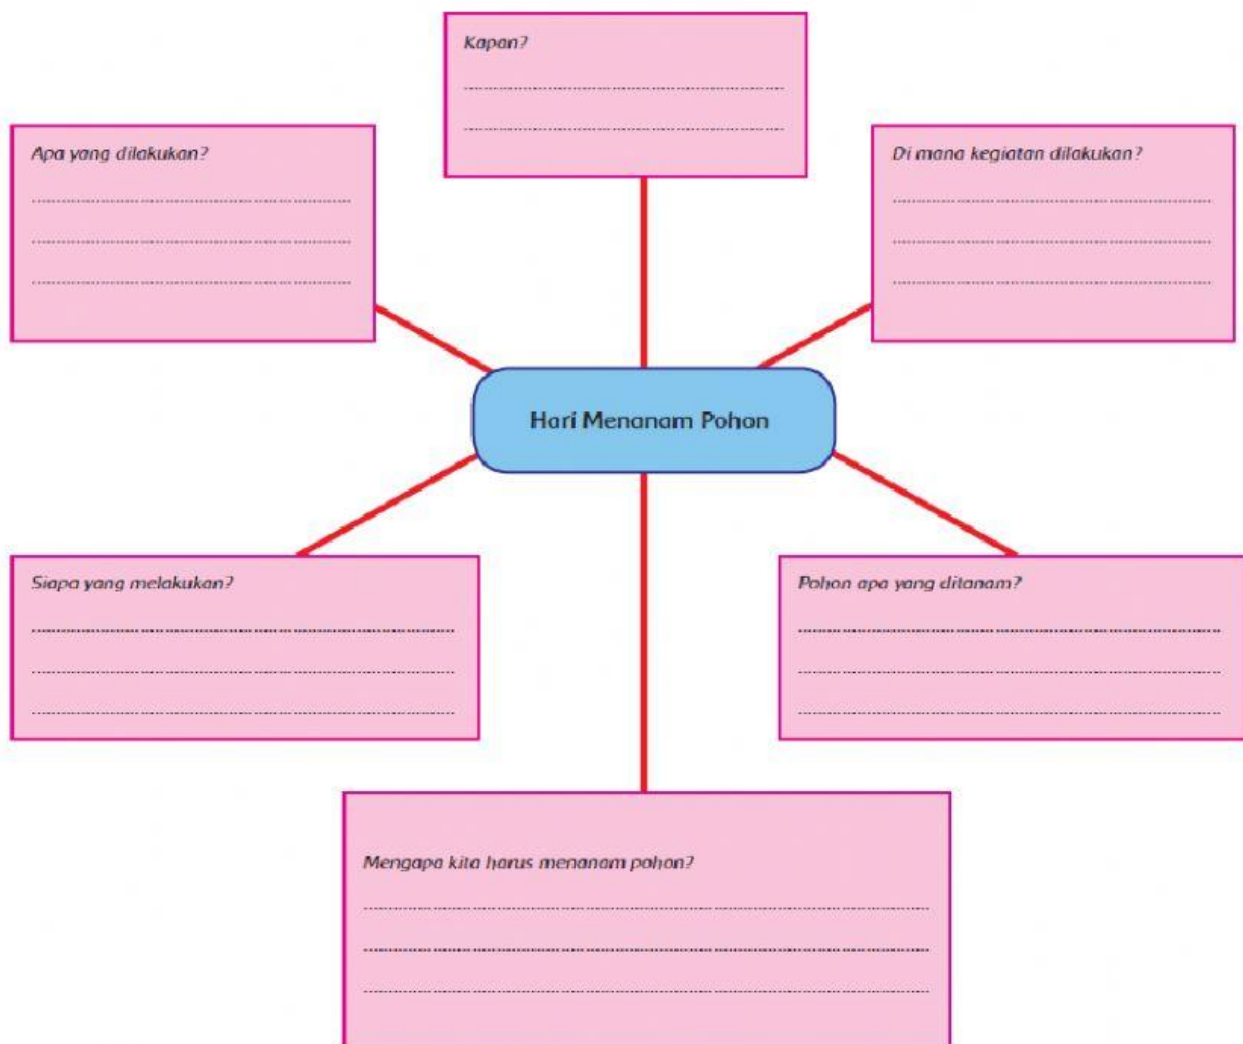 Kapan?
Apa yang dilakukan?
Di mana kegiatan dilakukan?
Hari Menanam Pohon
Siapa yang melakukan?
Pohon apa yang ditanam?
Mengapa kita harus menanam pohon?